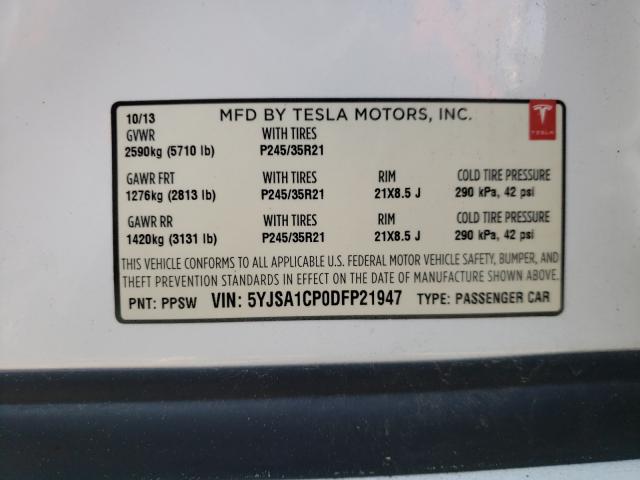 10/13 MFD BY TESLA MOTORS, INC.
GVWR WITH TIRES
2590kg (5710 lb) P245/35R21
TESLA
GAWR FRT WITH TIRES RIM COLD TIRE PRESSURE
1276kg (2813 lb) P245/35R21 21X8.5 J 290 kPa, 42 psi
GAWR RR WITH TIRES RIM COLD TIRE PRESSURE
1420kg (3131 lb) P245/35R21 21X8.5 J 290 kPa, 42 psi
THIS VEHICLE CONFORMS TO ALL APPLICABLE U.S. FEDERAL MOTOR VEHICLE SAFETY, BUMPER, AND
THEFT PREVENTION STANDARDS IN EFFECT ON THE DATE OF MANUFACTURE SHOWN ABOVE.
PNT: PPSW VIN: 5YJSA1CP0DFP21947 TYPE: PASSENGER CAR